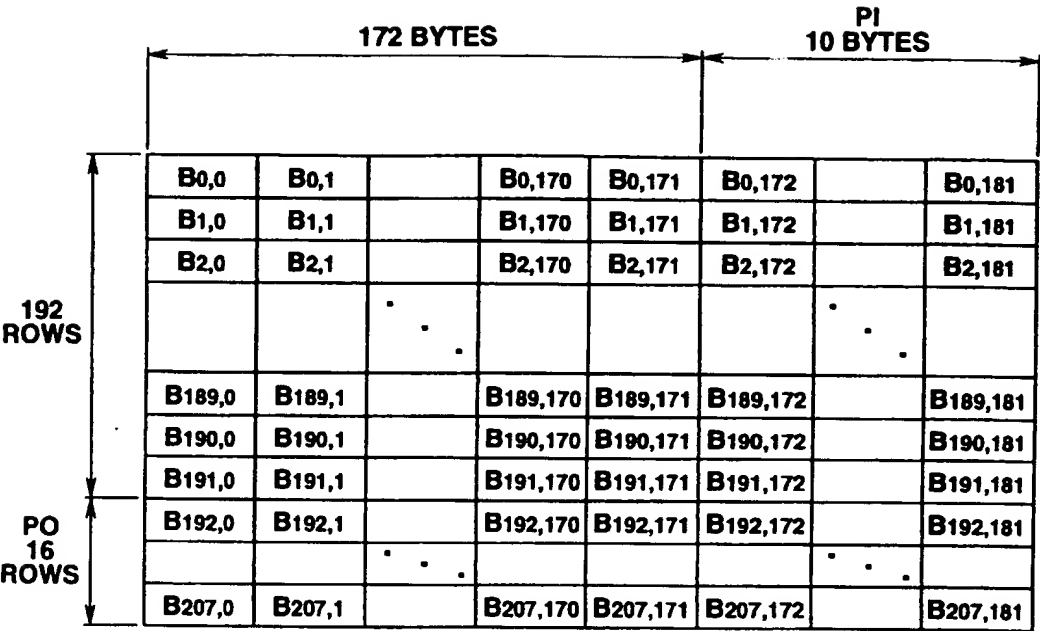 172 BYTES
PI
10 BYTES
B0,0 B0,1 B0,170 B0,171 B0,172 B0,181
B1,0 B1,1 B1,170 B1,171 B1,172 B1,181
B2,0 B2,1 B2,170 B2,171 B2,172 B2,181
192
ROWS
B189,0 B189,1 B189,170 B189,171 B189,172 B189,181
B190,0 B190,1 B190,170 B190,171 B190,172 B190,181
B191,0 B191,1 B191,170 B191,171 B191,172 B191,181
PO
16
ROWS
B192,0 B192,1 B192,170 B192,171 B192,172 B192,181
B207,0 B207,1 B207,170 B207,171 B207,172 B207,181